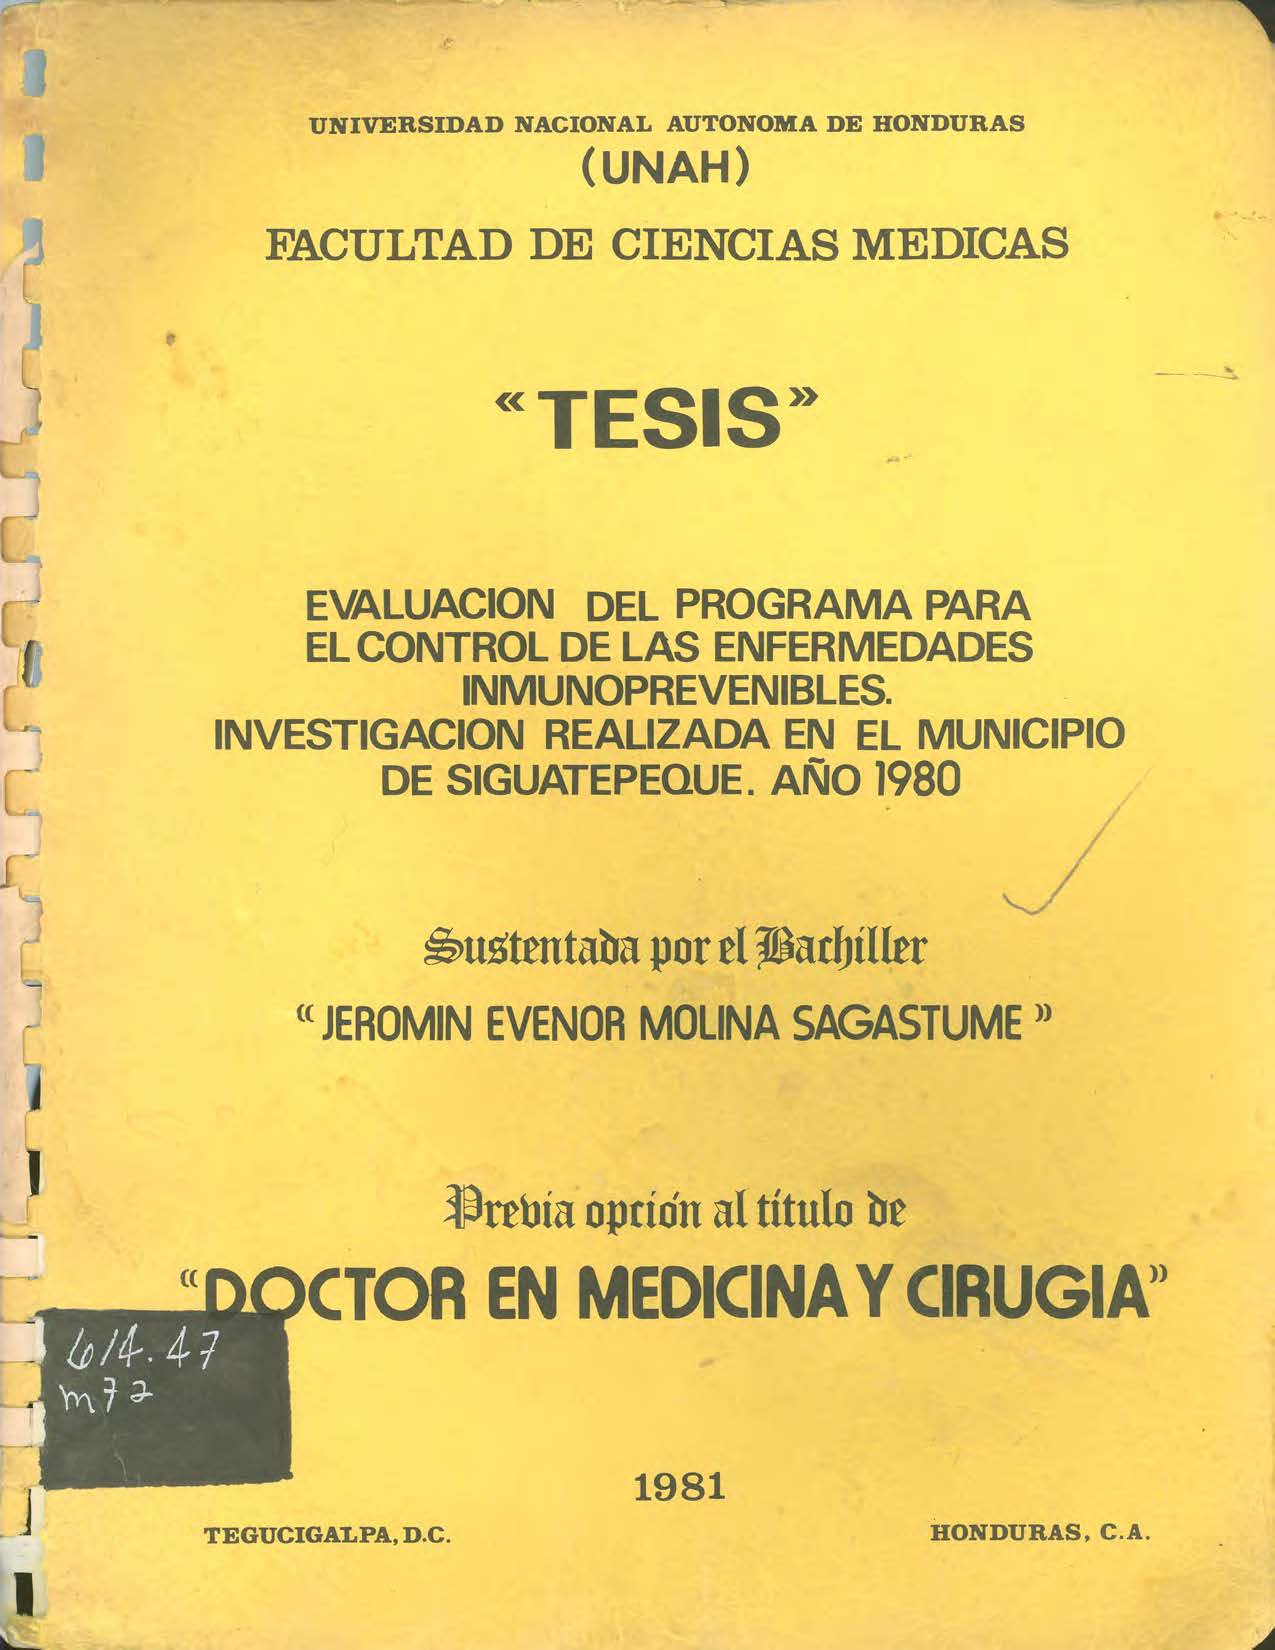 UNIVERSIDAD NACIONAL AUTONOMA DE HONDURAS
(UNAH)
FACULTAD DE CIENCIAS MEDICAS
«TESIS»
EVALUACION DEL PROGRAMA PARA
EL CONTROL DE LAS ENFERMEDADES
INMUNOPREVENIBLES.
INVESTIGACION REALIZADA EN EL MUNICIPIO
DE SIGUATEPEQUE. AÑO 1980
Sustentada por el Bachiller
“JEROMIN EVENOR MOLINA SAGASTUME”
Previa opción al título de
“DOCTOR EN MEDICINA Y CIRUGIA”
614.47
m72
1981
TEGUCIGALPA, D.C.
HONDURAS, C.A.